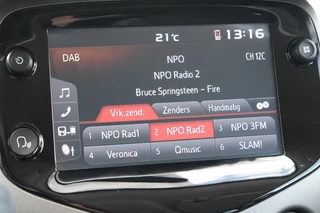 21°C 13:16
DAB NPO CH 12C
NPO Radio 2
Bruce Springsteen - Fire
Vrk.zend. Zenders Handmatig
1 NPO Rad1 2 NPO Rad2 3 NPO 3FM
4 Veronica 5 Qmusic 6 SLAM!